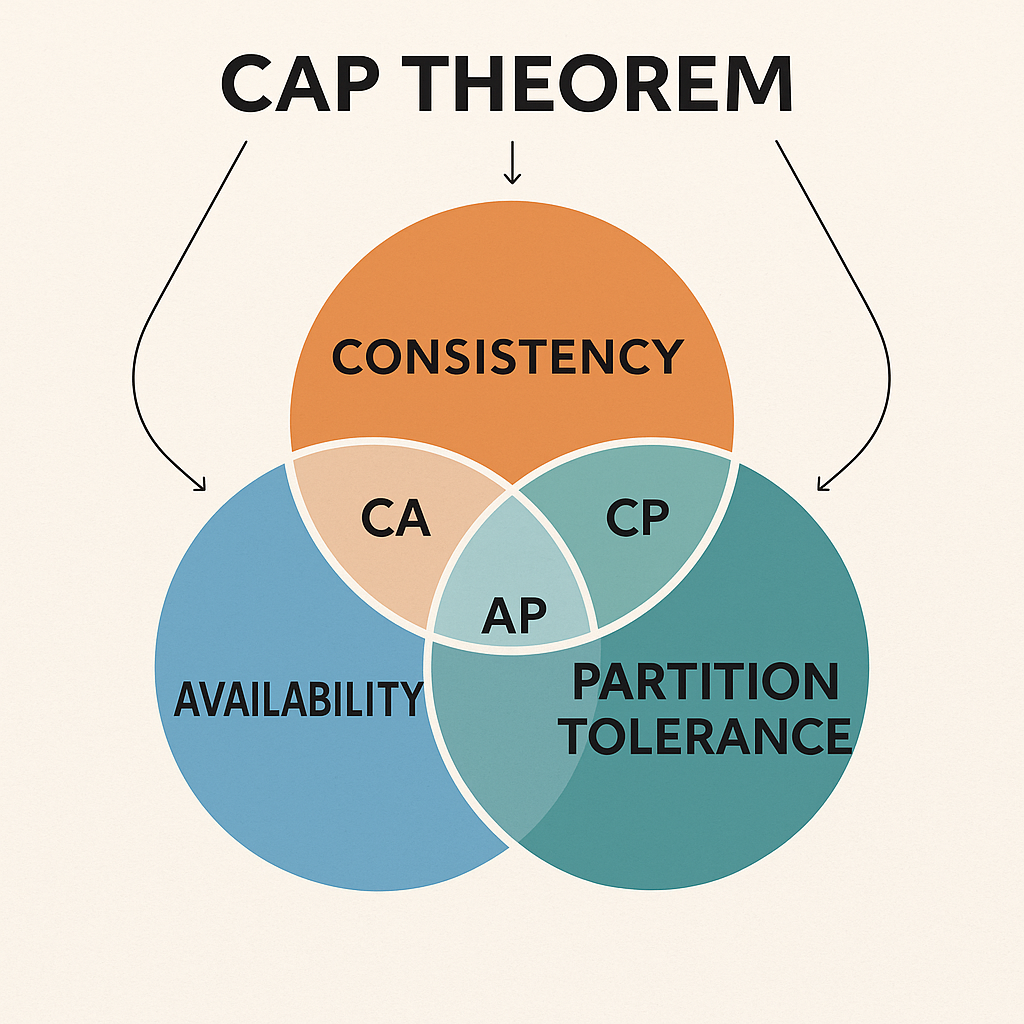 CAP THEOREM
CONSISTENCY
CA
CP
AP
AVAILABILITY
PARTITION
TOLERANCE